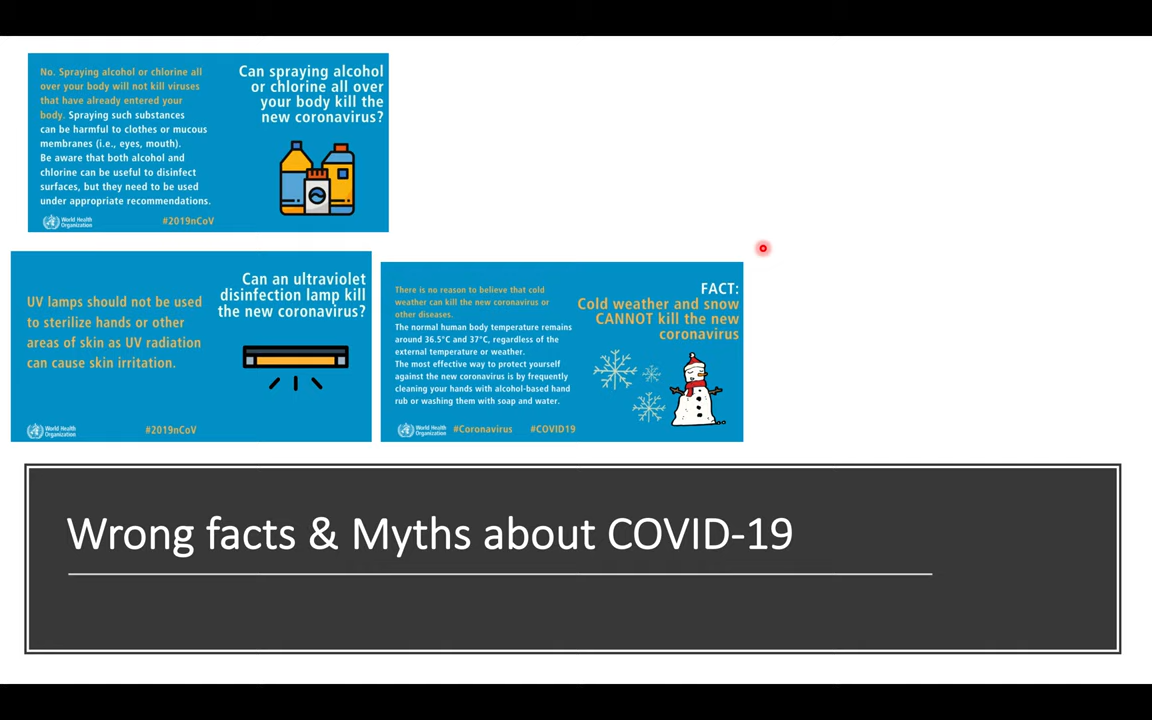 No. Spraying alcohol or chlorine all
over your body will not kill viruses
that have already entered your
body. Spraying such substances
can be harmful to clothes or mucous
membranes (i.e., eyes, mouth).
Be aware that both alcohol and
chlorine can be useful to disinfect
surfaces, but they need to be used
under appropriate recommendations.
World Health
Organization
#2019nCoV
Can spraying alcohol
or chlorine all over
your body kill the
new coronavirus?
UV lamps should not be used
to sterilize hands or other
areas of skin as UV radiation
can cause skin irritation.
World Health
Organization
#2019nCoV
Can an ultraviolet
disinfection lamp kill
the new coronavirus?
There is no reason to believe that cold
weather can kill the new coronavirus or
other diseases.
The normal human body temperature remains
around 36.5°C and 37°C, regardless of the
external temperature or weather.
The most effective way to protect yourself
against the new coronavirus is by frequently
cleaning your hands with alcohol-based hand
rub or washing them with soap and water.
World Health
Organization
#Coronavirus #COVID19
FACT:
Cold weather and snow
CANNOT kill the new
coronavirus
Wrong facts & Myths about COVID-19